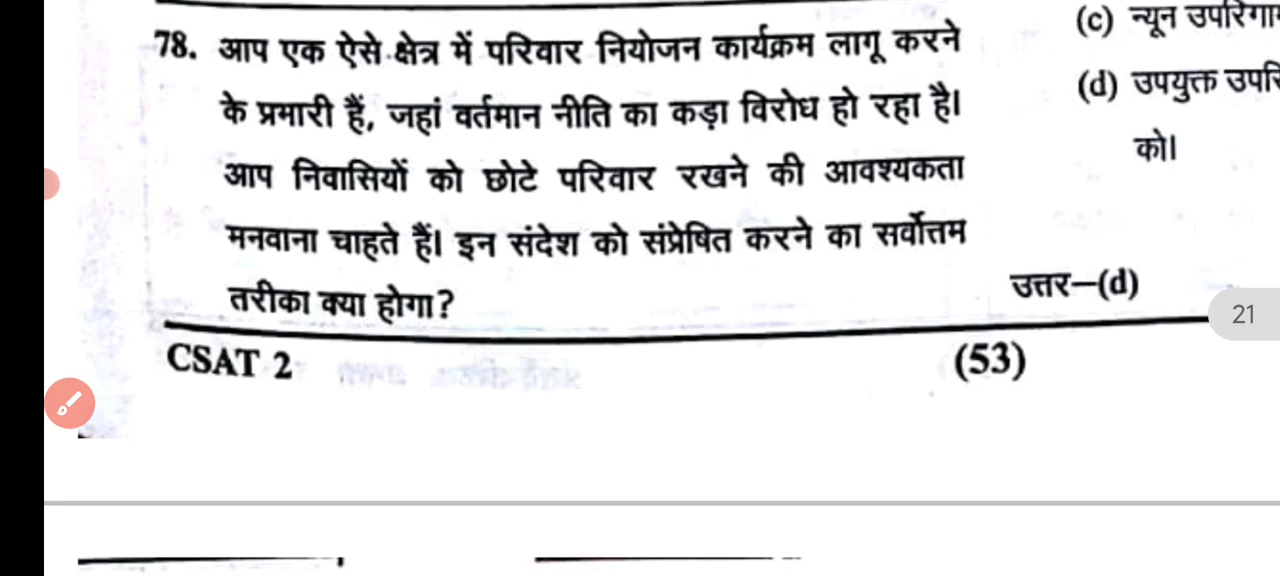 78. आप एक ऐसे क्षेत्र में परिवार नियोजन कार्यक्रम लागू करने
के प्रभारी हैं, जहां वर्तमान नीति का कड़ा विरोध हो रहा है।
आप निवासियों को छोटे परिवार रखने की आवश्यकता
मनवाना चाहते हैं। इन संदेश को संप्रेषित करने का सर्वोत्तम
तरीका क्या होगा?
(c) न्यून
(d) उपयुक्त
को।
उत्तर–(d)
21
CSAT 2
(53)